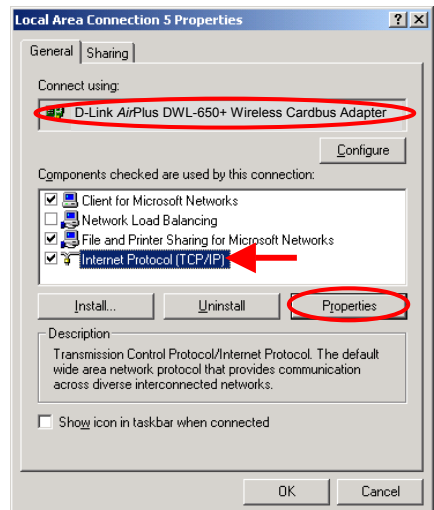 Local Area Connection 5 Properties
General Sharing
Connect using:
D-Link AirPlus DWL-650+ Wireless Cardbus Adapter
Configure
Components checked are used by this connection:
Client for Microsoft Networks
Network Load Balancing
File and Printer Sharing for Microsoft Networks
Internet Protocol (TCP/IP)
Install... Uninstall Properties
Description
Transmission Control Protocol/Internet Protocol. The default
wide area network protocol that provides communication
across diverse interconnected networks.
Show icon in taskbar when connected
OK Cancel